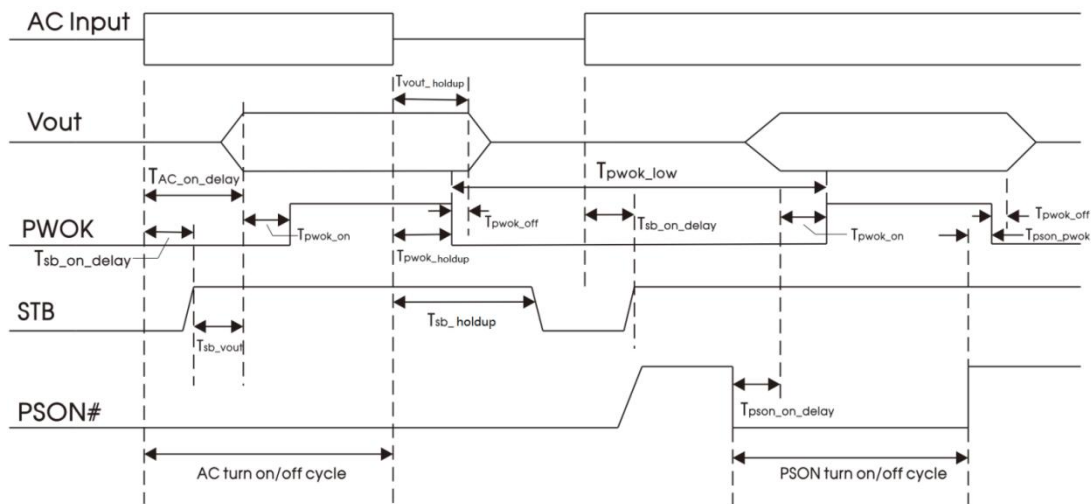 AC Input
Tvout_holdup
Vout
TAC_on_delay
Tpwok_low
PWOK
Tpwok_on
Tpwok_off
Tsb_on_delay
Tpwok_on
Tpwok_off
Tpson_pwok
Tsb_on_delay
Tpwok_holdup
STB
Tsb_vout
Tsb_holdup
PSON#
Tpson_on_delay
AC turn on/off cycle
PSON turn on/off cycle